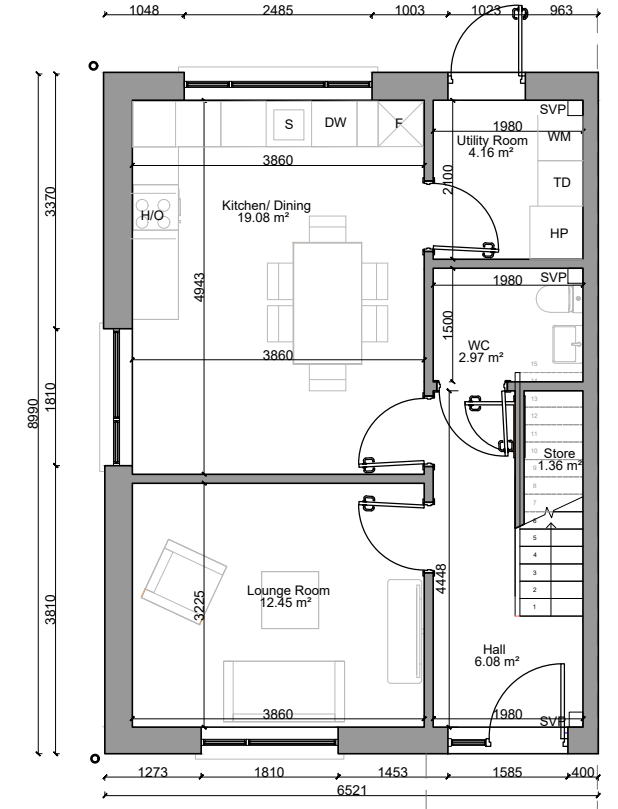 1048 2485 1003 1023 963
SVP
1980
Utility Room
4.16 m²
WM
S DW F
3860
2100
TD
3370
H/O
Kitchen/ Dining
19.08 m²
HP
4943
1980
SVP
1500
3860
WC
2.97 m²
8990
1810
15
14
13
12
11
10
9
8
7
6
5
4
3
2
1
Store
1.36 m²
4448
3225
Lounge Room
12.45 m²
3810
Hall
6.08 m²
3860
1980
SVP
1273 1810 1453 1585 400
6521